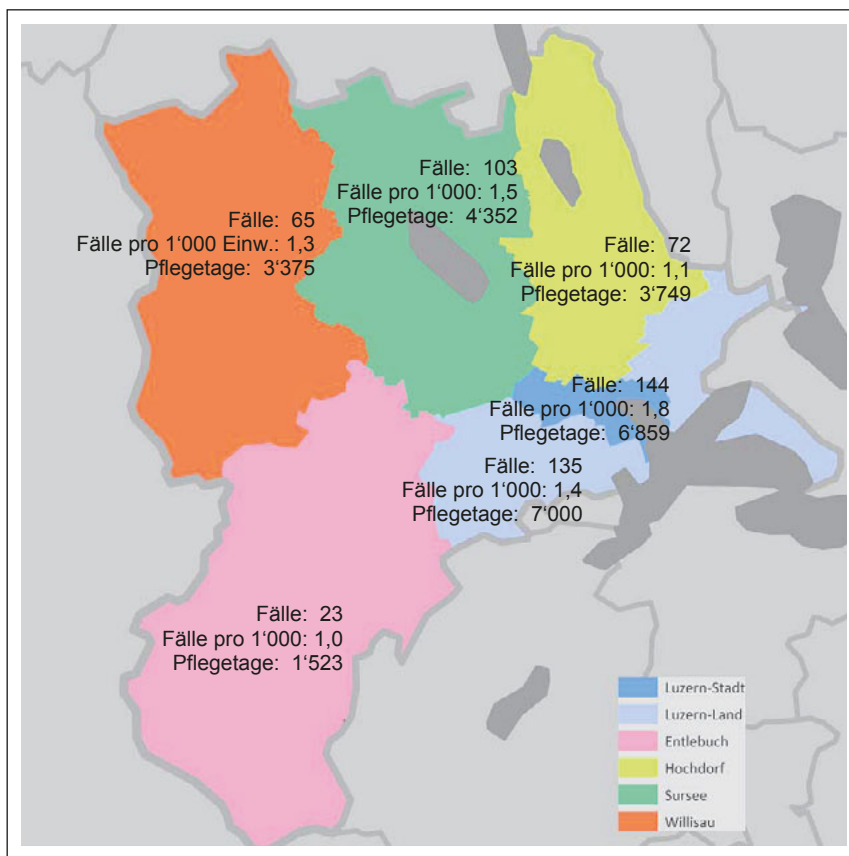 Fälle: 103
Fälle pro 1‘000: 1,5
Pflegetage: 4‘352
Fälle: 65
Fälle pro 1‘000 Einw.: 1,3
Pflegetage: 3‘375
Fälle: 72
Fälle pro 1‘000: 1,1
Pflegetage: 3‘749
Fälle: 144
Fälle pro 1‘000: 1,8
Pflegetage: 6‘859
Fälle: 135
Fälle pro 1‘000: 1,4
Pflegetage: 7‘000
Fälle: 23
Fälle pro 1‘000: 1,0
Pflegetage: 1‘523
Luzern-Stadt
Luzern-Land
Entlebuch
Hochdorf
Sursee
Willisau